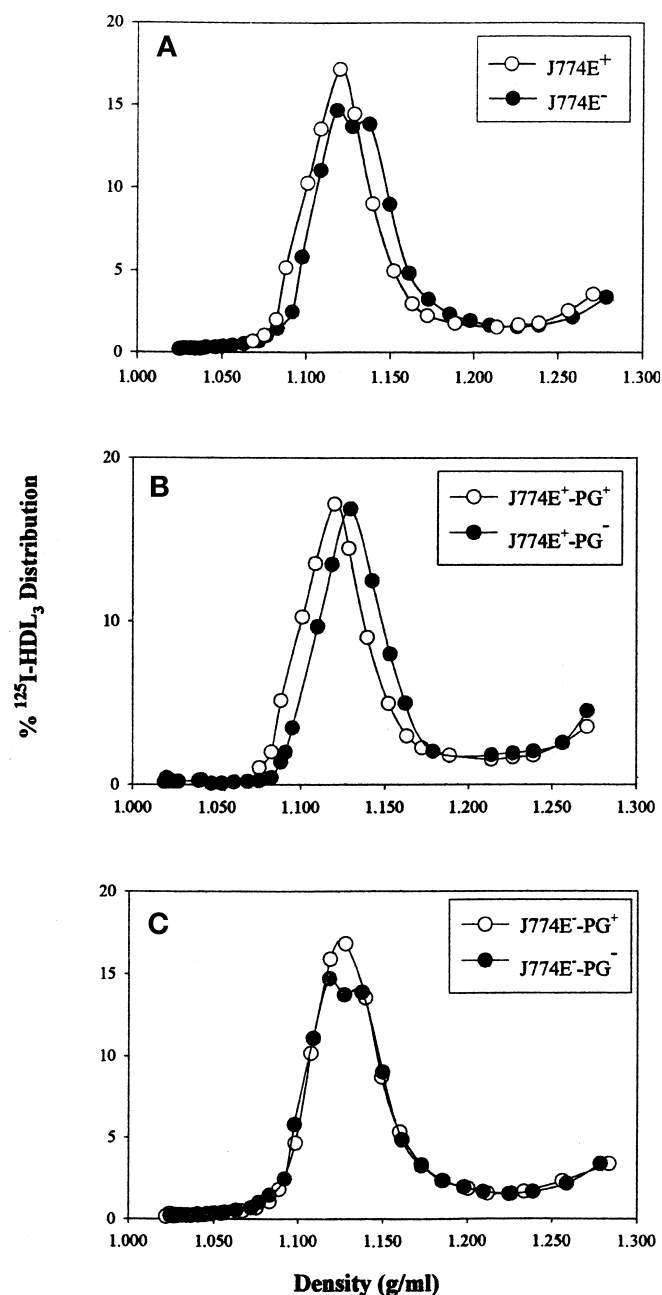 A
J774E⁺
J774E⁻
20
15
10
5
0
1.000 1.050 1.100 1.150 1.200 1.250 1.300
B
J774E⁺-PG⁺
J774E⁺-PG⁻
20
10
0
1.000 1.050 1.100 1.150 1.200 1.250 1.300
% ¹²⁵I-HDL₃ Distribution
C
J774E⁻-PG⁺
J774E⁻-PG⁻
20
15
10
5
0
1.000 1.050 1.100 1.150 1.200 1.250 1.300
Density (g/ml)